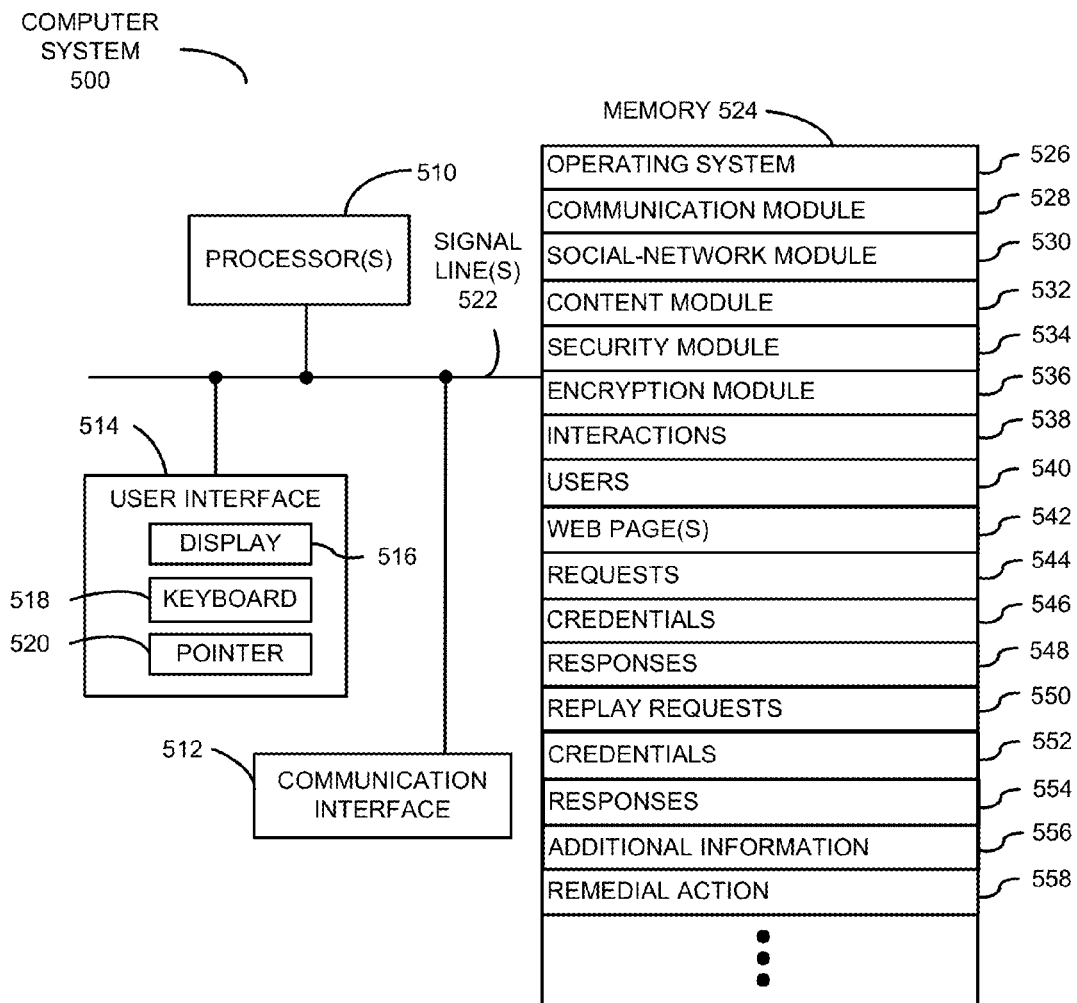 COMPUTER
SYSTEM
500
MEMORY 524
OPERATING SYSTEM
526
COMMUNICATION MODULE
528
SOCIAL-NETWORK MODULE
530
CONTENT MODULE
532
SECURITY MODULE
534
ENCRYPTION MODULE
536
INTERACTIONS
538
USERS
540
WEB PAGE(S)
542
REQUESTS
544
CREDENTIALS
546
RESPONSES
548
REPLAY REQUESTS
550
CREDENTIALS
552
RESPONSES
554
ADDITIONAL INFORMATION
556
REMEDIAL ACTION
558
510
PROCESSOR(S)
SIGNAL
LINE(S)
522
514
USER INTERFACE
DISPLAY
516
518
KEYBOARD
520
POINTER
512
COMMUNICATION
INTERFACE